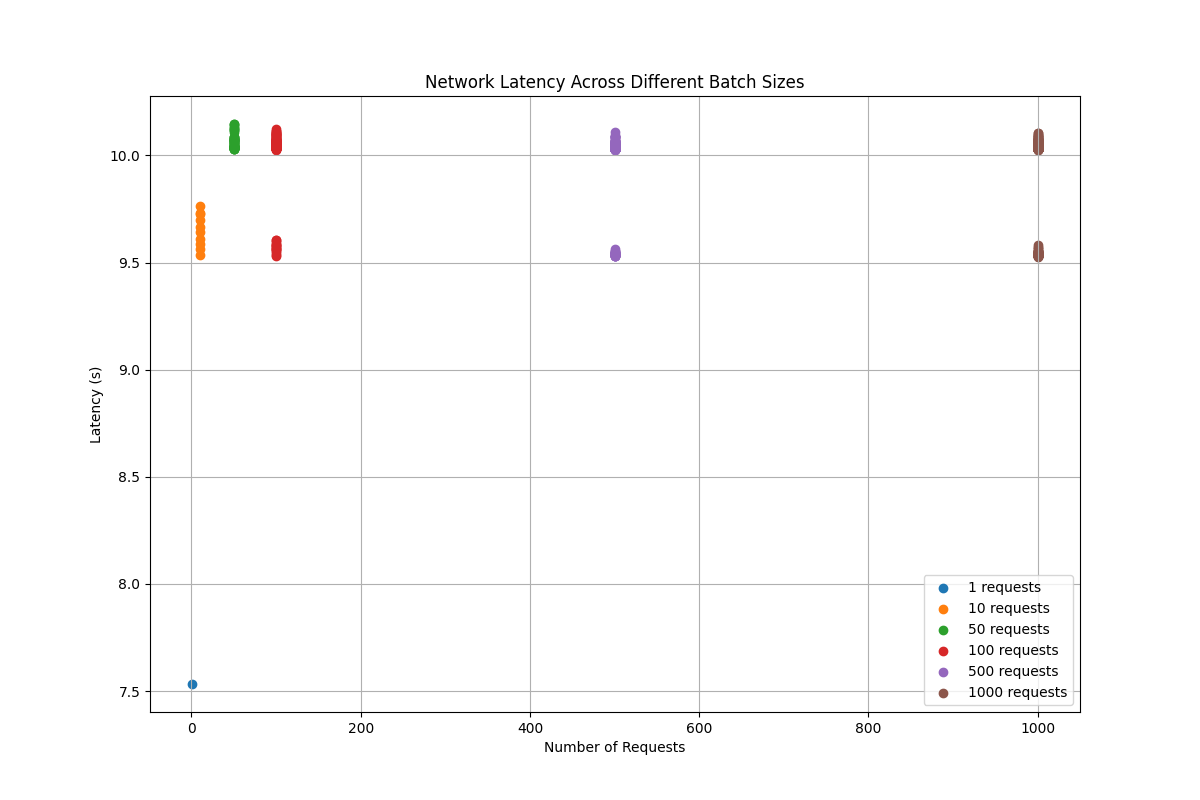 Network Latency Across Different Batch Sizes
10.0
9.5
9.0
8.5
8.0
7.5
Latency (s)
0 200 400 600 800 1000
Number of Requests
1 requests
10 requests
50 requests
100 requests
500 requests
1000 requests